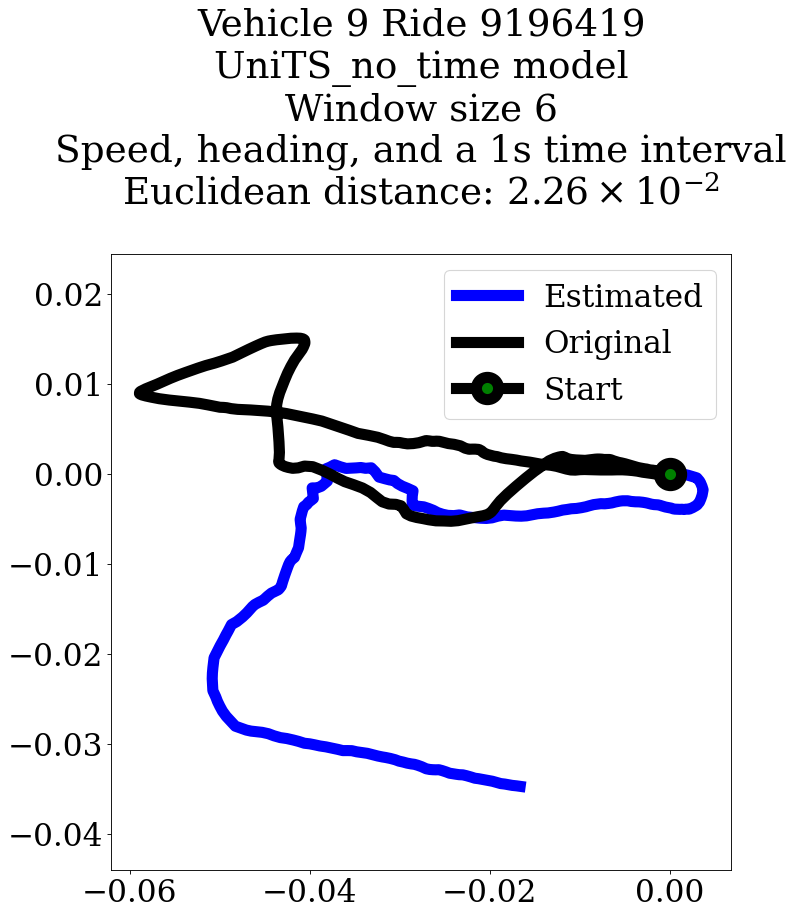 Vehicle 9 Ride 9196419
UniTS_no_time model
Window size 6
Speed, heading, and a 1s time interval
Euclidean distance: 2.26 × 10⁻²
Estimated
Original
Start
0.02
0.01
0.00
−0.01
−0.02
−0.03
−0.04
−0.06 −0.04 −0.02 0.00